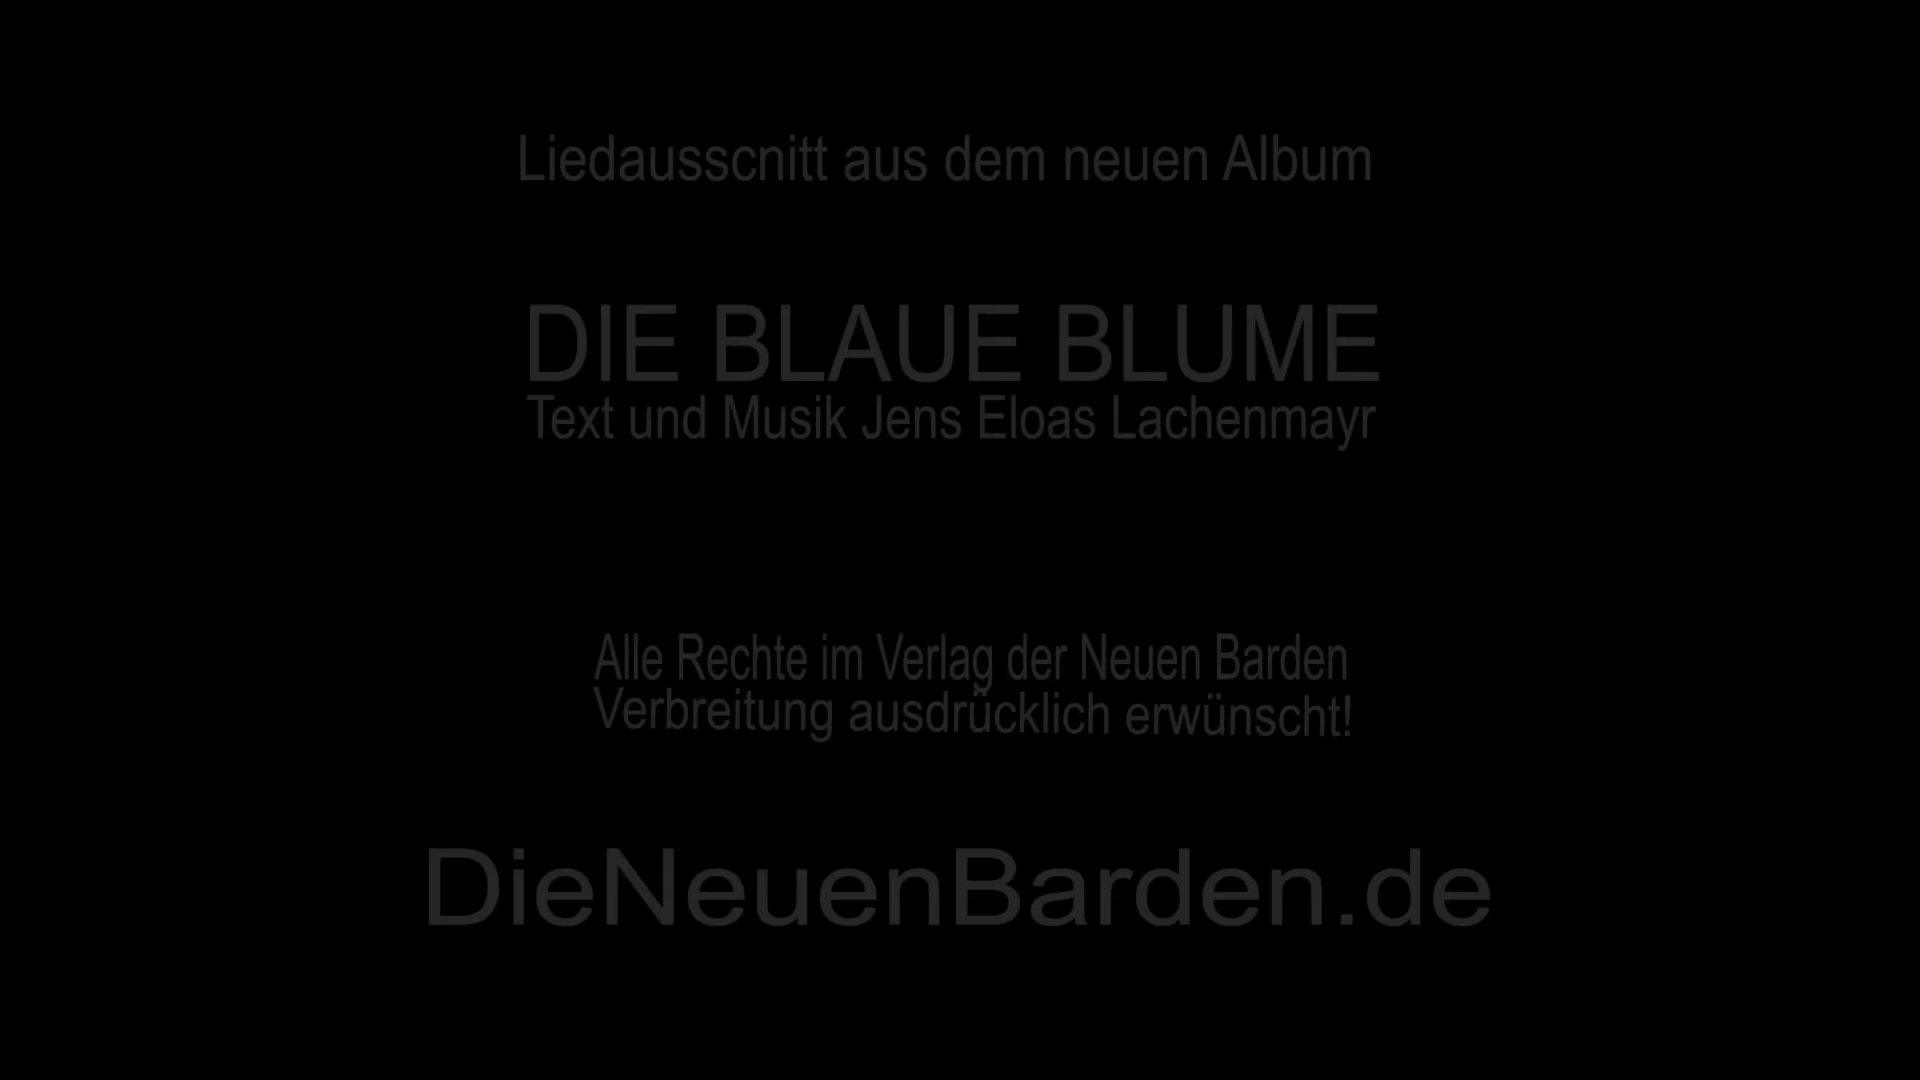 Liedausscnitt aus dem neuen Album
DIE BLAUE BLUME
Text und Musik Jens Eloas Lachenmayr
Alle Rechte im Verlag der Neuen Barden
Verbreitung ausdrücklich erwünscht!
DieNeuenBarden.de